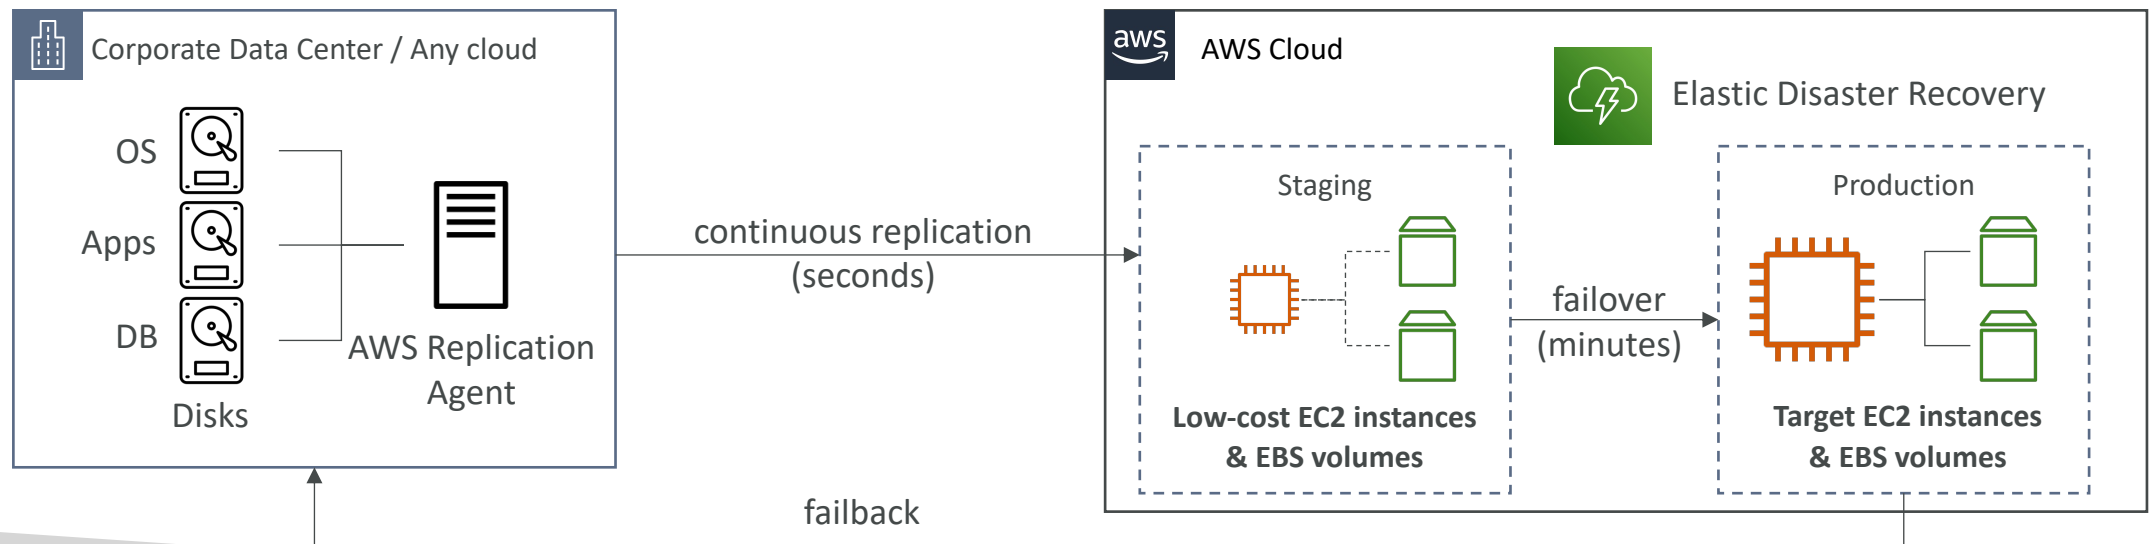 Corporate Data Center / Any cloud
OS
Apps
DB
Disks
AWS Replication
Agent
continuous replication
(seconds)
failback
aws
AWS Cloud
Elastic Disaster Recovery
Staging
Low-cost EC2 instances
& EBS volumes
failover
(minutes)
Production
Target EC2 instances
& EBS volumes